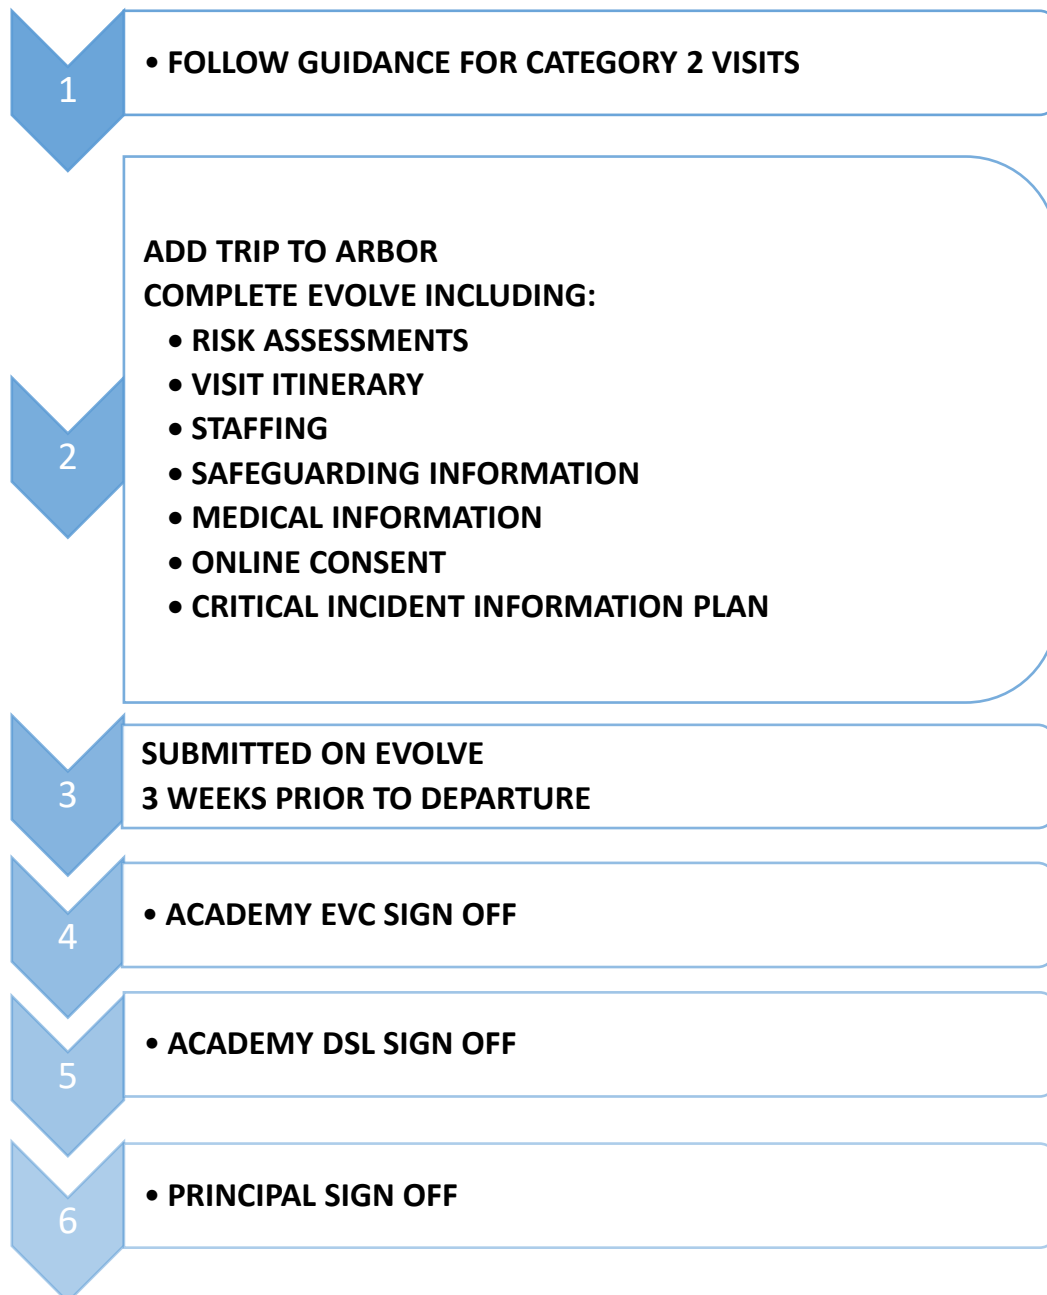 1
• FOLLOW GUIDANCE FOR CATEGORY 2 VISITS
2
ADD TRIP TO ARBOR
COMPLETE EVOLVE INCLUDING:
• RISK ASSESSMENTS
• VISIT ITINERARY
• STAFFING
• SAFEGUARDING INFORMATION
• MEDICAL INFORMATION
• ONLINE CONSENT
• CRITICAL INCIDENT INFORMATION PLAN
3
SUBMITTED ON EVOLVE
3 WEEKS PRIOR TO DEPARTURE
4
• ACADEMY EVC SIGN OFF
5
• ACADEMY DSL SIGN OFF
6
• PRINCIPAL SIGN OFF